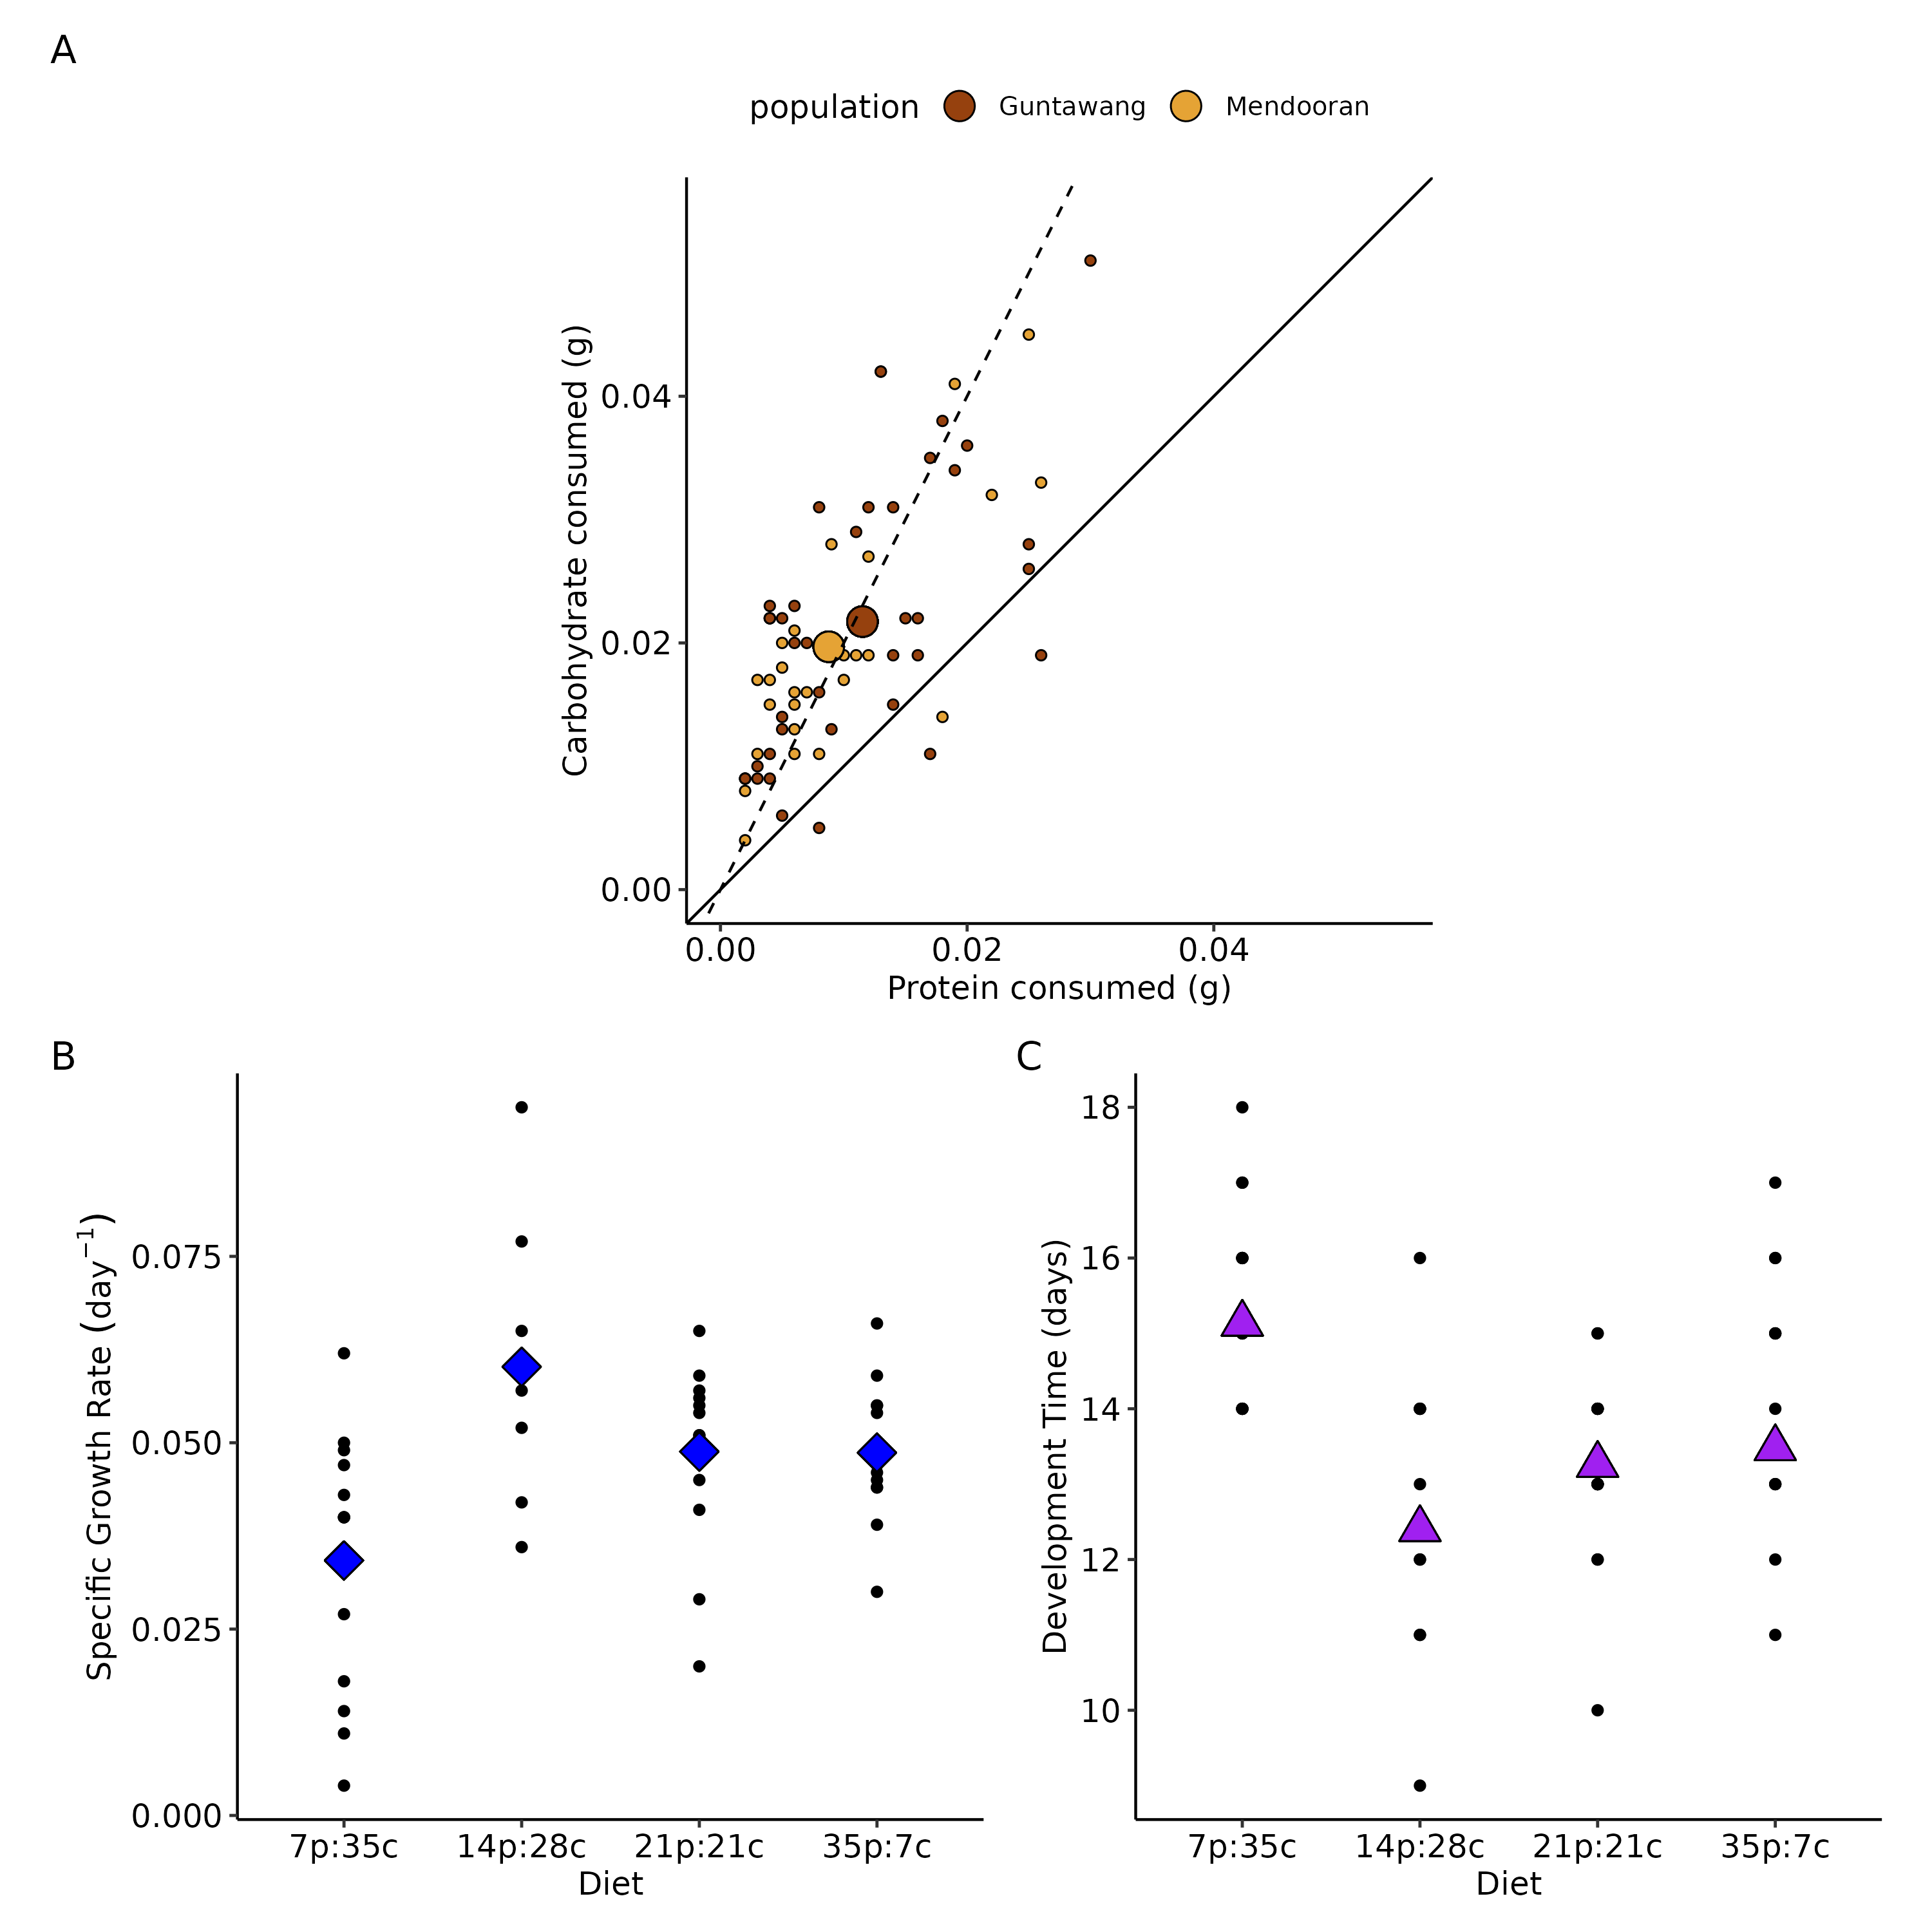 A
population Guntawang Mendooran
Carbohydrate consumed (g)
0.04
0.02
0.00
0.00 0.02 0.04
Protein consumed (g)
B
Specific Growth Rate (day⁻¹)
0.075
0.050
0.025
0.000
7p:35c 14p:28c 21p:21c 35p:7c
Diet
C
Development Time (days)
18
16
14
12
10
7p:35c 14p:28c 21p:21c 35p:7c
Diet